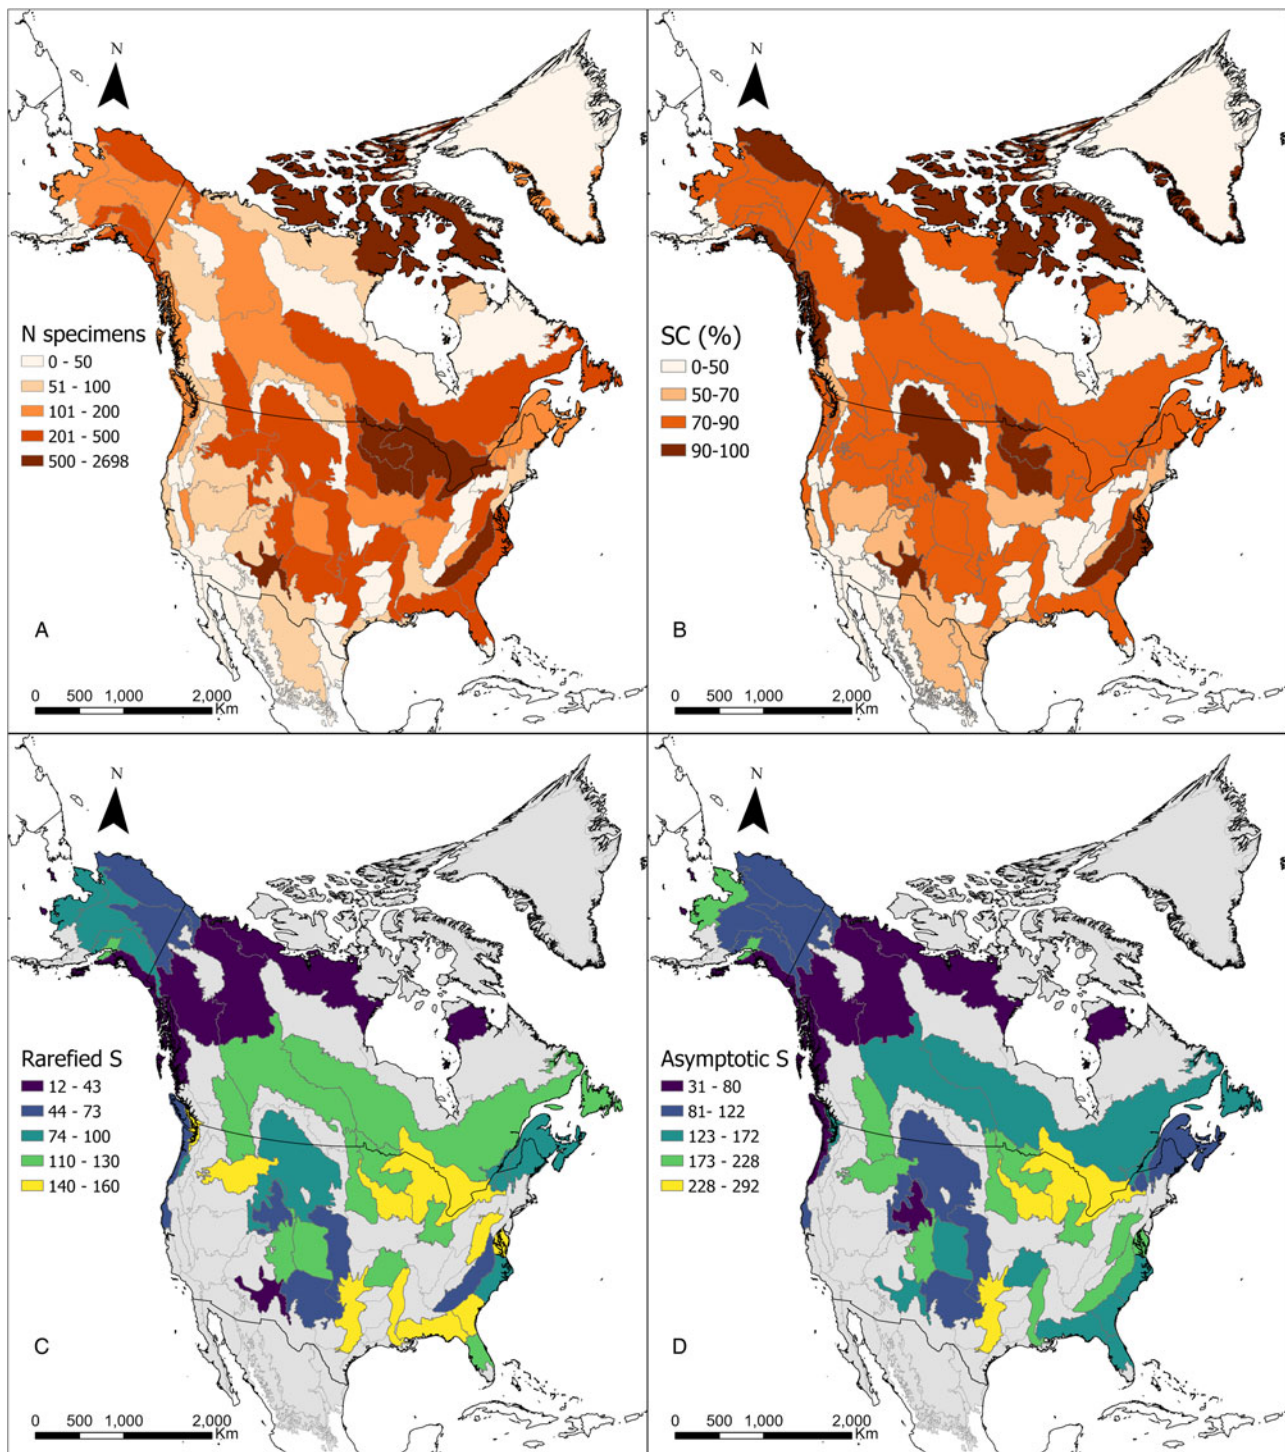 N
N specimens
0 - 50
51 - 100
101 - 200
201 - 500
500 - 2698
A
0 500 1,000 2,000
Km
N
SC (%)
0-50
50-70
70-90
90-100
B
0 500 1,000 2,000
Km
N
Rarefied S
12 - 43
44 - 73
74 - 100
110 - 130
140 - 160
C
0 500 1,000 2,000
Km
N
Asymptotic S
31 - 80
81- 122
123 - 172
173 - 228
228 - 292
D
0 500 1,000 2,000
Km